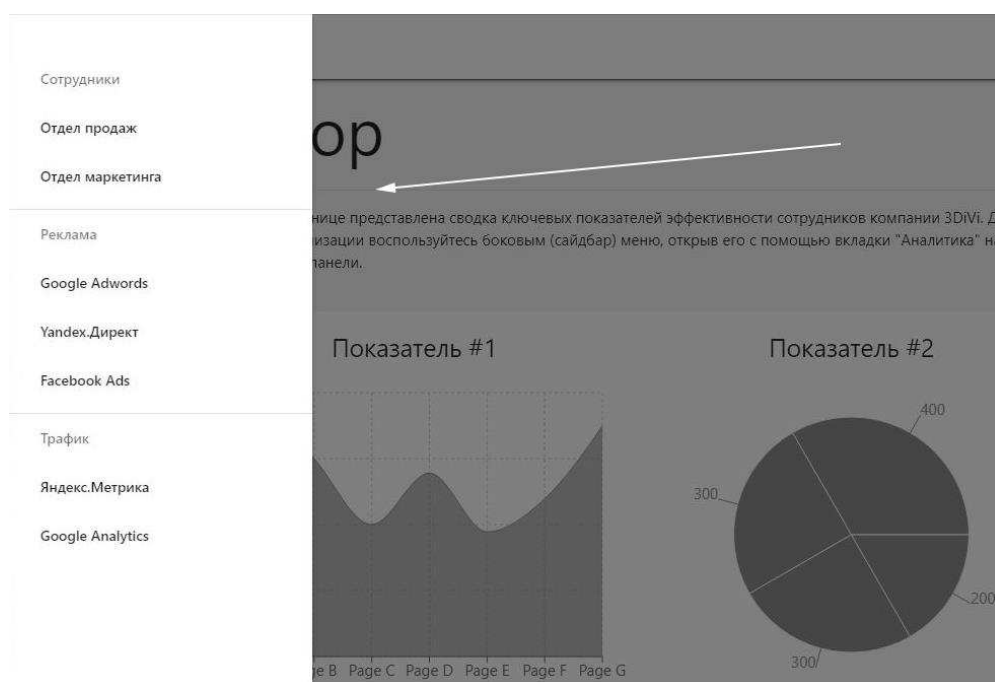 Сотрудники
Отдел продаж
Отдел маркетинга
Реклама
Google Adwords
Yandex.Директ
Facebook Ads
Трафик
Яндекс.Метрика
Google Analytics
ор
нице представлена сводка ключевых показателей эффективности сотрудников компании 3DiVi. Д
лизации воспользуйтесь боковым (сайдбар) меню, открыв его с помощью вкладки "Аналитика" на
панели.
Показатель #1
Page C Page D Page E Page F Page G
Показатель #2
400
300
200
300